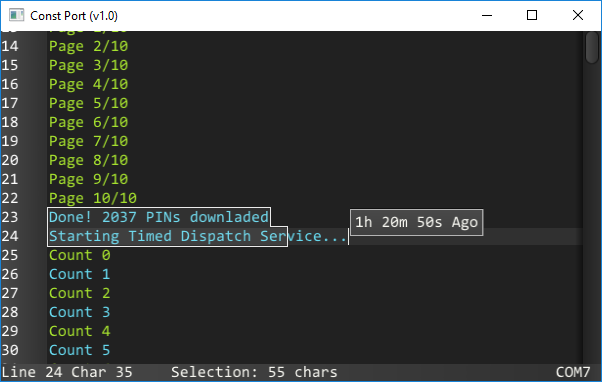 Const Port (v1.0)
13 Page 1/10
14 Page 2/10
15 Page 3/10
16 Page 4/10
17 Page 5/10
18 Page 6/10
19 Page 7/10
20 Page 8/10
21 Page 9/10
22 Page 10/10
23 Done! 2037 PINs downladed
1h 20m 50s Ago
24 Starting Timed Dispatch Service...
25 Count 0
26 Count 1
27 Count 2
28 Count 3
29 Count 4
30 Count 5
Line 24 Char 35 Selection: 55 chars COM7